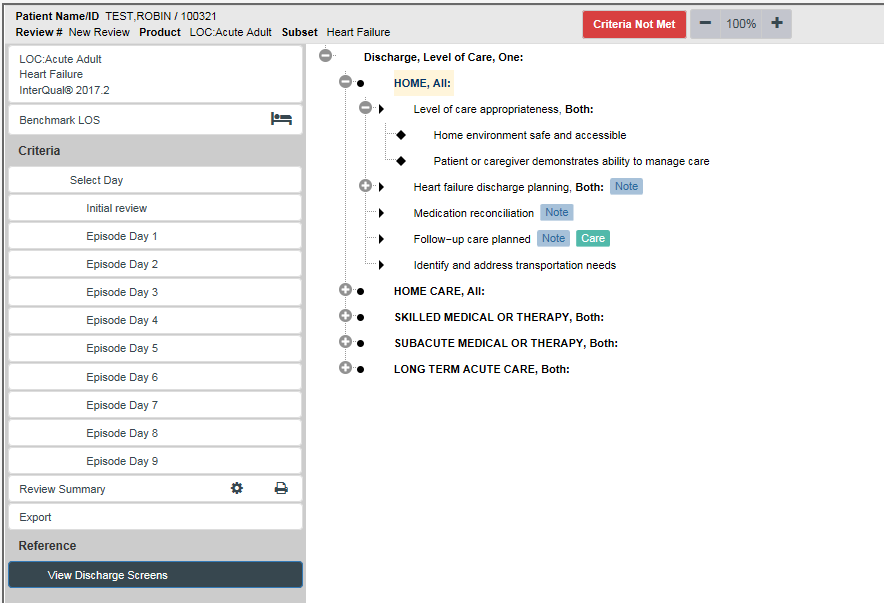 Patient Name/ID TEST,ROBIN / 100321
Review # New Review Product LOC:Acute Adult Subset Heart Failure
Criteria Not Met
100%
LOC:Acute Adult
Heart Failure
InterQual® 2017.2
Benchmark LOS
Criteria
Select Day
Initial review
Episode Day 1
Episode Day 2
Episode Day 3
Episode Day 4
Episode Day 5
Episode Day 6
Episode Day 7
Episode Day 8
Episode Day 9
Review Summary
Export
Reference
View Discharge Screens
Discharge, Level of Care, One:
HOME, All:
Level of care appropriateness, Both:
Home environment safe and accessible
Patient or caregiver demonstrates ability to manage care
Heart failure discharge planning, Both: Note
Medication reconciliation Note
Follow-up care planned Note Care
Identify and address transportation needs
HOME CARE, All:
SKILLED MEDICAL OR THERAPY, Both:
SUBACUTE MEDICAL OR THERAPY, Both:
LONG TERM ACUTE CARE, Both: